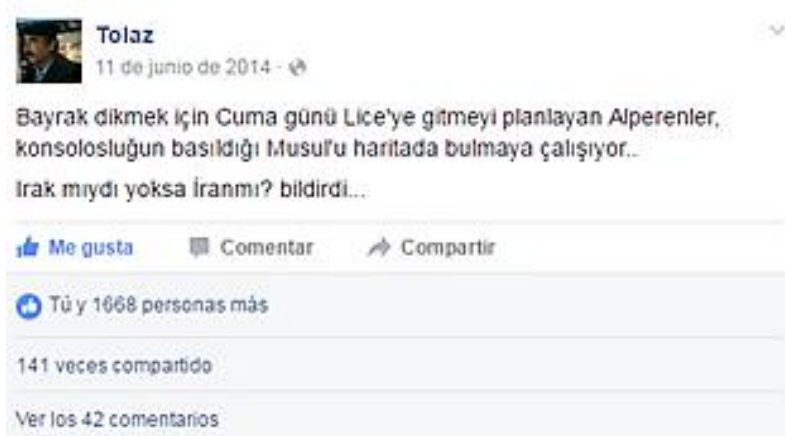 Tolaz
11 de junio de 2014 ·
Bayrak dikmek için Cuma günü Lice'ye gitmeyi planlayan Alperenler,
konsolosluğun basıldığı Musul'u haritada bulmaya çalışıyor..
Irak mıydı yoksa İranmı? bildirdi...
Me gusta Comentar Compartir
Tú y 1668 personas más
141 veces compartido
Ver los 42 comentarios